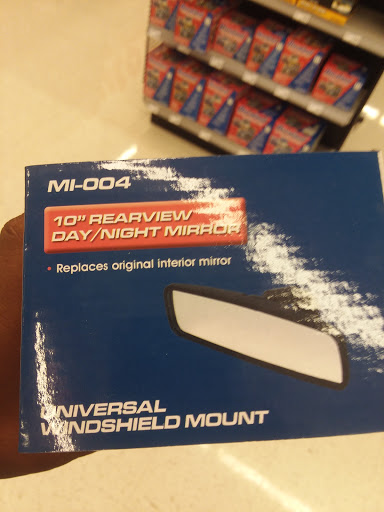 MI-004
10" REARVIEW
DAY/NIGHT MIRROR
• Replaces original interior mirror
UNIVERSAL
WINDSHIELD MOUNT